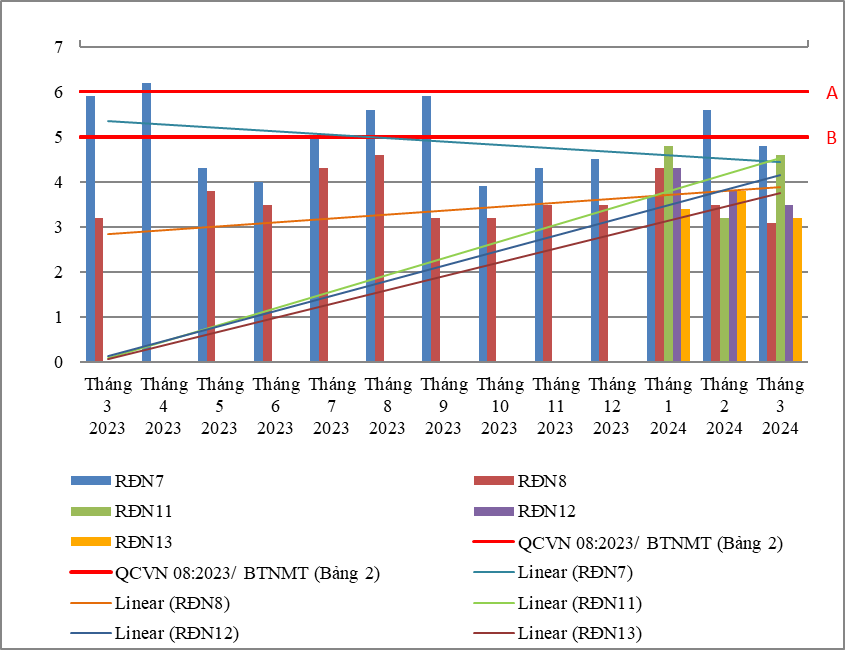 7
6
A
5
B
4
3
2
1
0
Tháng 3 2023
Tháng 4 2023
Tháng 5 2023
Tháng 6 2023
Tháng 7 2023
Tháng 8 2023
Tháng 9 2023
Tháng 10 2023
Tháng 11 2023
Tháng 12 2023
Tháng 1 2024
Tháng 2 2024
Tháng 3 2024
RĐN7
RĐN8
RĐN11
RĐN12
RĐN13
QCVN 08:2023/ BTNMT (Bảng 2)
QCVN 08:2023/ BTNMT (Bảng 2)
Linear (RĐN7)
Linear (RĐN8)
Linear (RĐN11)
Linear (RĐN12)
Linear (RĐN13)